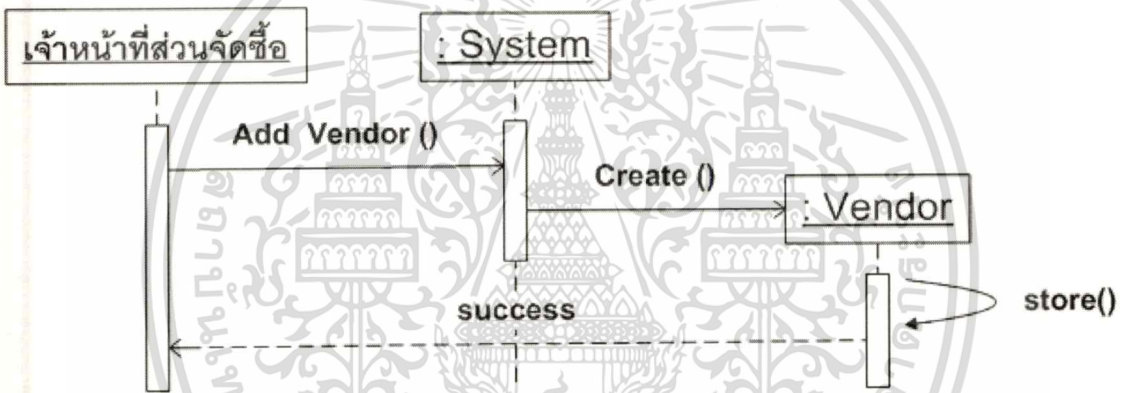 เจ้าหน้าที่ส่วนจัดซื้อ
: System
Add Vendor ()
Create ()
: Vendor
store()
success